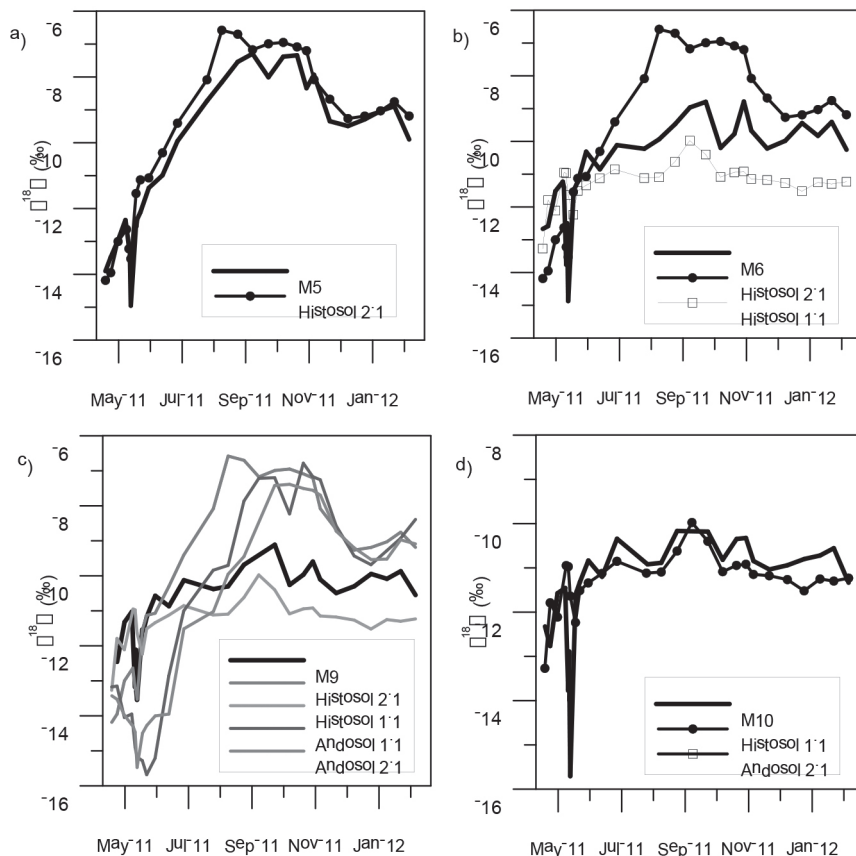 a)
-6
-8
-10
-12
-14
-16
□¹⁸□ (‰)
May-11 Jul-11 Sep-11 Nov-11 Jan-12
M5
Histosol 2.1
b)
-6
-8
-10
-12
-14
-16
□¹⁸□ (‰)
May-11 Jul-11 Sep-11 Nov-11 Jan-12
M6
Histosol 2.1
Histosol 1.1
c)
-6
-8
-10
-12
-14
-16
□¹⁸□ (‰)
May-11 Jul-11 Sep-11 Nov-11 Jan-12
M9
Histosol 2.1
Histosol 1.1
Andosol 1.1
Andosol 2.1
d)
-8
-10
-12
-14
-16
□¹⁸□ (‰)
May-11 Jul-11 Sep-11 Nov-11 Jan-12
M10
Histosol 1.1
Andosol 2.1